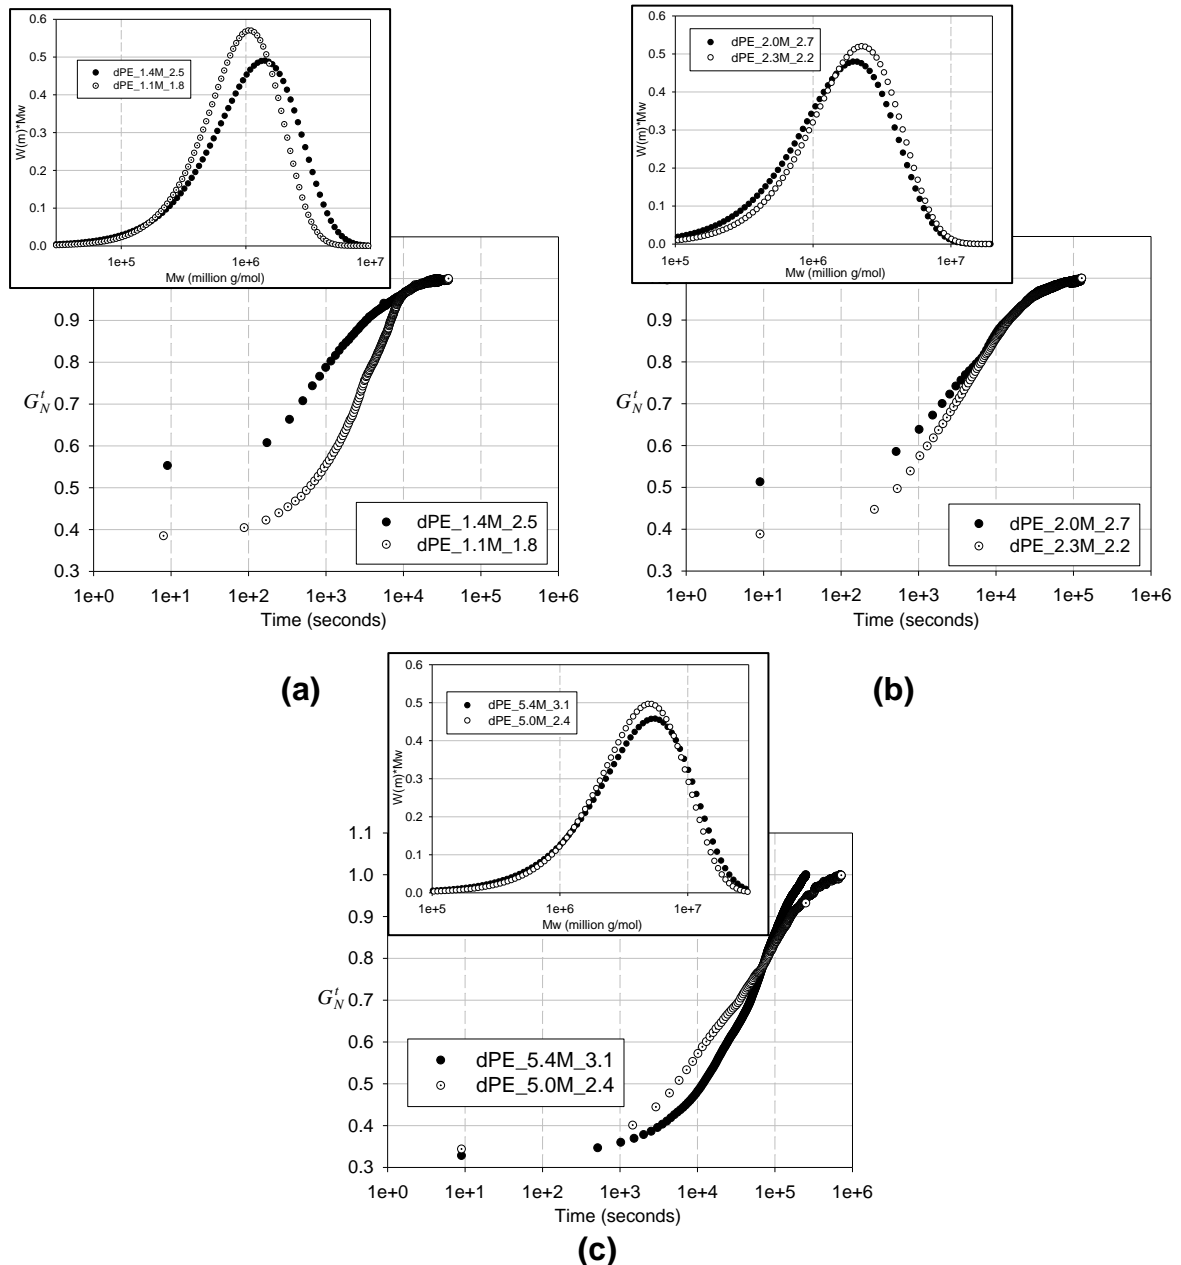 0.6
0.5
0.4
0.3
0.2
0.1
0.0
W(m)*Mw
dPE_1.4M_2.5
dPE_1.1M_1.8
1e+5 1e+6 1e+7
Mw (million g/mol)
0.9
0.8
0.7
0.6
0.5
0.4
0.3
G_N^t
dPE_1.4M_2.5
dPE_1.1M_1.8
1e+0 1e+1 1e+2 1e+3 1e+4 1e+5 1e+6
Time (seconds)
(a)
0.6
0.5
0.4
0.3
0.2
0.1
0.0
W(m)*Mw
dPE_2.0M_2.7
dPE_2.3M_2.2
1e+5 1e+6 1e+7
Mw (million g/mol)
0.9
0.8
0.7
0.6
0.5
0.4
0.3
G_N^t
dPE_2.0M_2.7
dPE_2.3M_2.2
1e+0 1e+1 1e+2 1e+3 1e+4 1e+5 1e+6
Time (seconds)
(b)
0.6
0.5
0.4
0.3
0.2
0.1
0.0
W(m)*Mw
dPE_5.4M_3.1
dPE_5.0M_2.4
1e+5 1e+6 1e+7
Mw (million g/mol)
1.1
1.0
0.9
0.8
0.7
0.6
0.5
0.4
0.3
G_N^t
dPE_5.4M_3.1
dPE_5.0M_2.4
1e+0 1e+1 1e+2 1e+3 1e+4 1e+5 1e+6
Time (seconds)
(c)